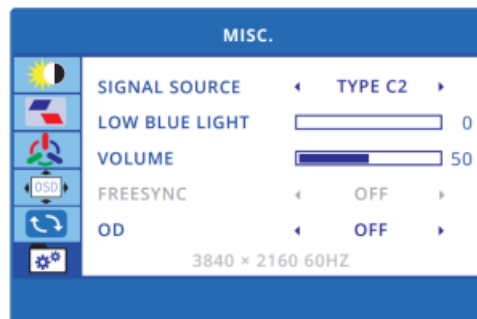 MISC.
SIGNAL SOURCE TYPE C2
LOW BLUE LIGHT 0
VOLUME 50
FREESYNC OFF
OSD
OD OFF
3840 × 2160 60HZ